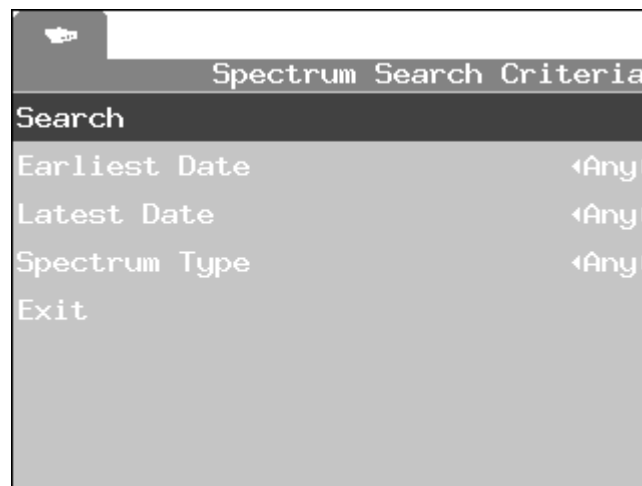 Spectrum Search Criteria
Search
Earliest Date ◂Any
Latest Date ◂Any
Spectrum Type ◂Any
Exit